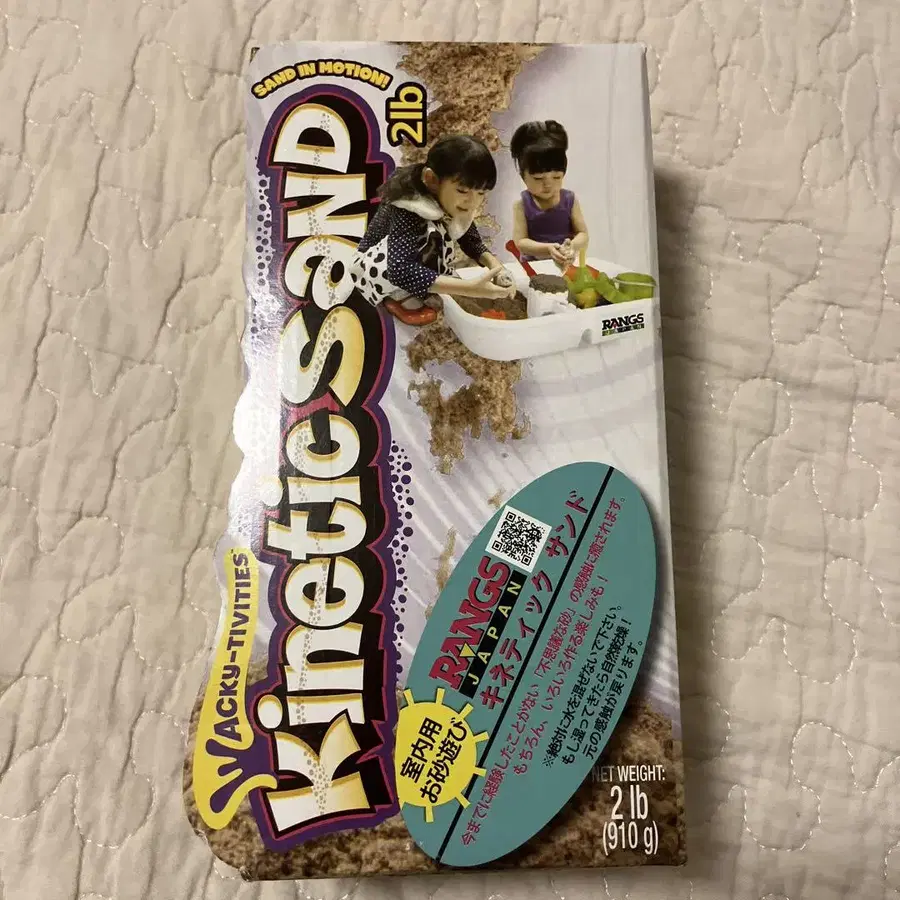 SAND IN MOTION!
2lb
WACKY-TIVITIES™
KineticSaND
RANGS
JAPAN
RANGS
JAPAN
キネティック サンド
室内用
お砂遊び
今までに経験したことがない「不思議な砂」の感触に癒されます。
もちろん、いろいろ作る楽しみも！
※絶対に水を混ぜないで下さい。
もし湿ってきたら自然乾燥！
元の感触が戻ります。
NET WEIGHT:
2 lb
(910 g)